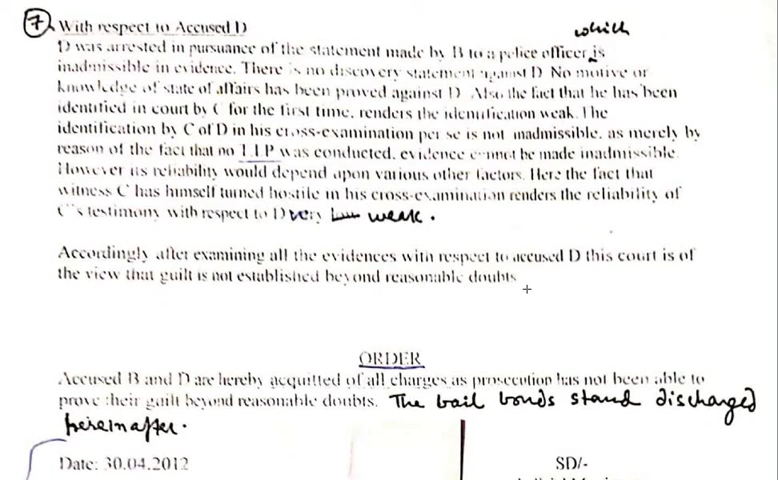 7
With respect to Accused D
which
D was arrested in pursuance of the statement made by B to a police officer is
inadmissible in evidence. There is no discovery statement against D. No motive or
knowledge of state of affairs has been proved against D. Also the fact that he has been
identified in court by C for the first time, renders the identification weak. The
identification by C of D in his cross-examination per se is not inadmissible, as merely by
reason of the fact that no T.I.P was conducted, evidence cannot be made inadmissible.
However its reliability would depend upon various other factors. Here the fact that
witness C has himself turned hostile in his cross-examination renders the reliability of
C's testimony with respect to D very weak.
Accordingly after examining all the evidences with respect to accused D this court is of
the view that guilt is not established beyond reasonable doubts
ORDER
Accused B and D are hereby acquitted of all charges as prosecution has not been able to
prove their guilt beyond reasonable doubts. The bail bonds stand discharged
hereinafter.
Date: 30.04.2012
SD/-